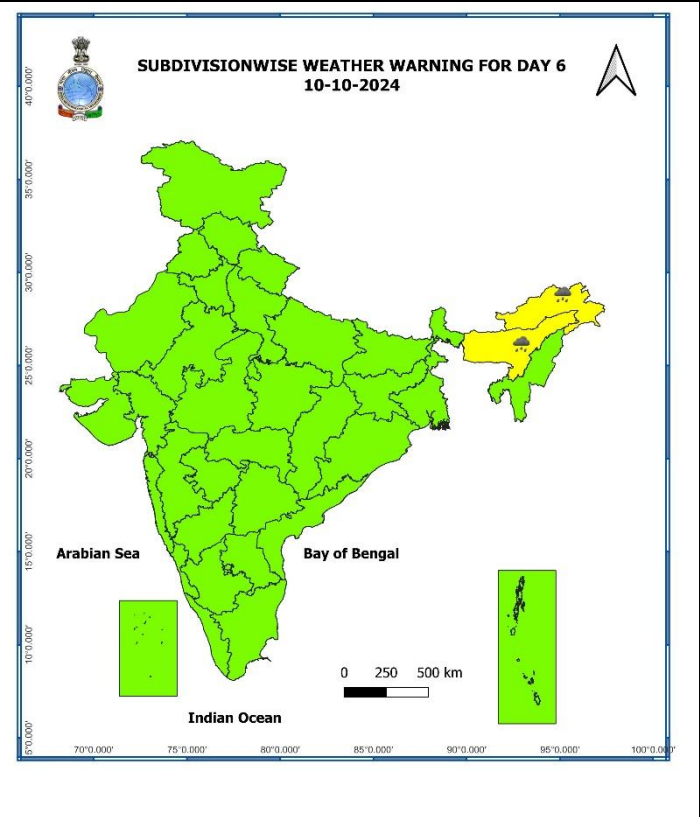 SUBDIVISIONWISE WEATHER WARNING FOR DAY 6
10-10-2024
40°0.000'
35°0.000'
30°0.000'
25°0.000'
20°0.000'
15°0.000'
10°0.000'
5°0.000'
Arabian Sea
Bay of Bengal
0 250 500 km
Indian Ocean
70°0.000' 75°0.000' 80°0.000' 85°0.000' 90°0.000' 95°0.000' 100°0.000'